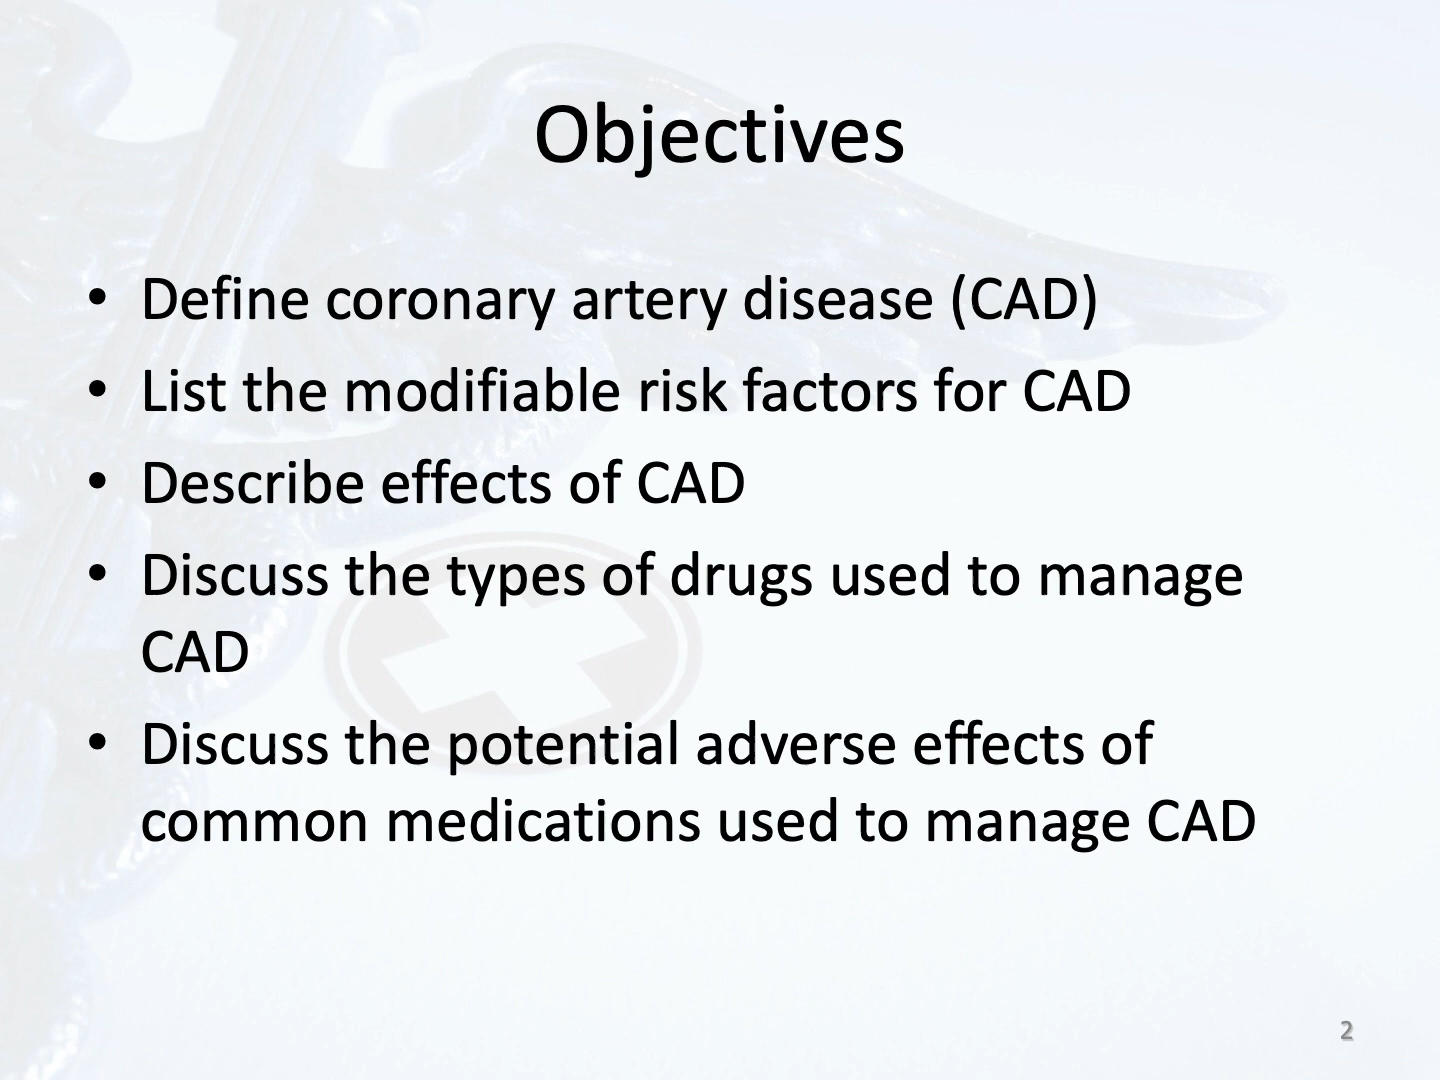 Objectives
• Define coronary artery disease (CAD)
• List the modifiable risk factors for CAD
• Describe effects of CAD
• Discuss the types of drugs used to manage
CAD
• Discuss the potential adverse effects of
common medications used to manage CAD
2